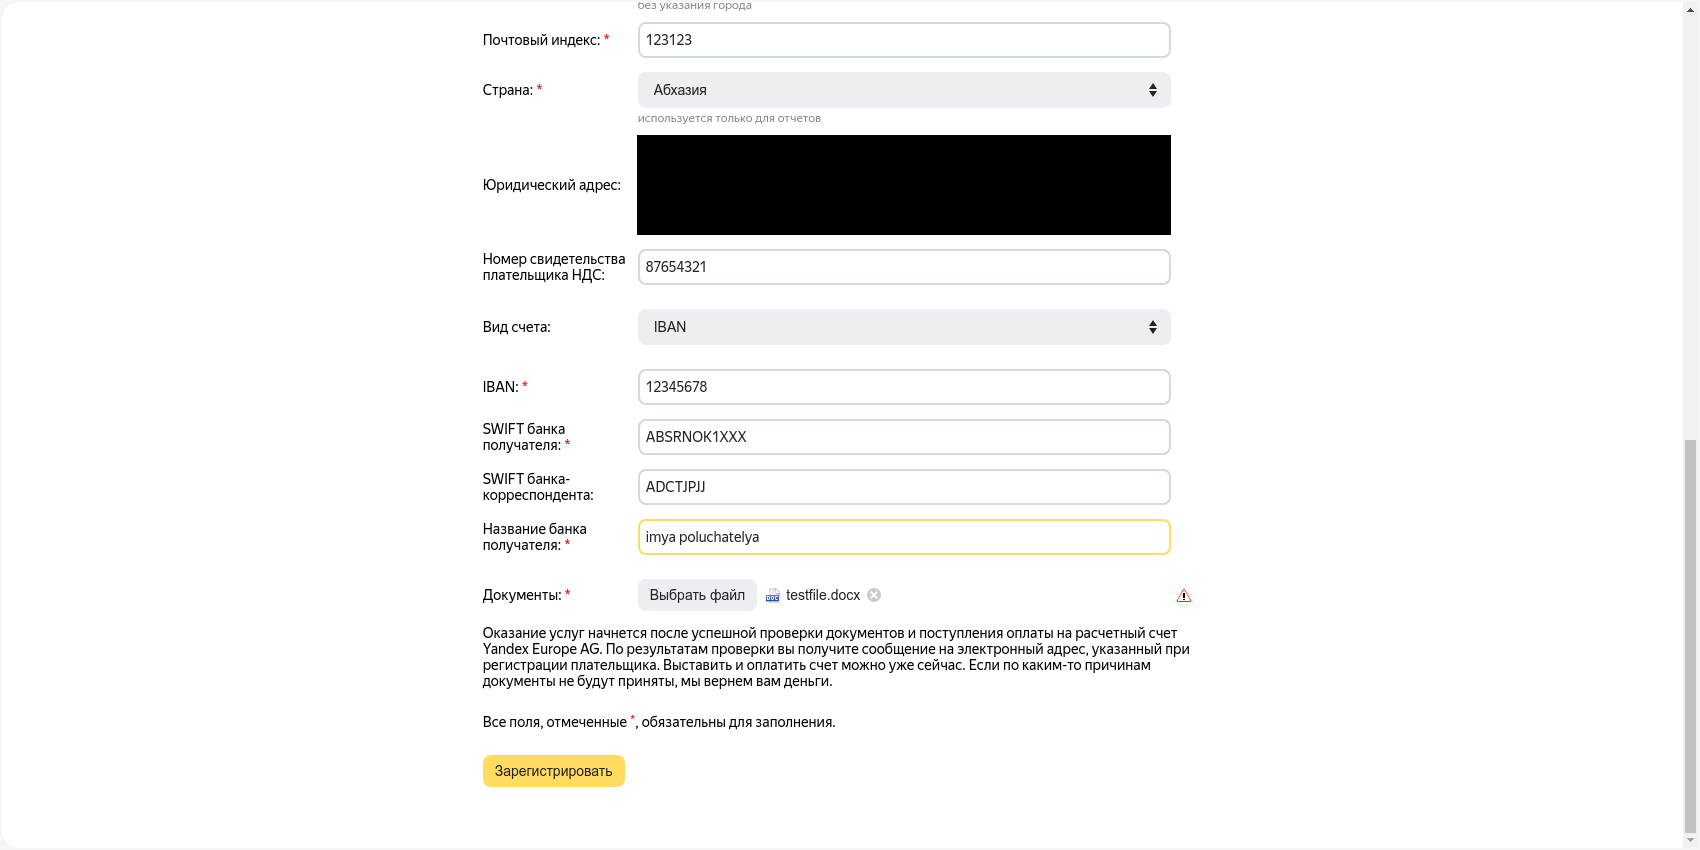 без указания города
Почтовый индекс: *
123123
Страна: *
Абхазия
используется только для отчетов
Юридический адрес:
Номер свидетельства
плательщика НДС:
87654321
Вид счета:
IBAN
IBAN: *
12345678
SWIFT банка
получателя: *
ABSRNOK1XXX
SWIFT банка-
корреспондента:
ADCTJPJJ
Название банка
получателя: *
imya poluchatelya
Документы: *
Выбрать файл
DOC
testfile.docx
Оказание услуг начнется после успешной проверки документов и поступления оплаты на расчетный счет
Yandex Europe AG. По результатам проверки вы получите сообщение на электронный адрес, указанный при
регистрации плательщика. Выставить и оплатить счет можно уже сейчас. Если по каким-то причинам
документы не будут приняты, мы вернем вам деньги.
Все поля, отмеченные *, обязательны для заполнения.
Зарегистрировать